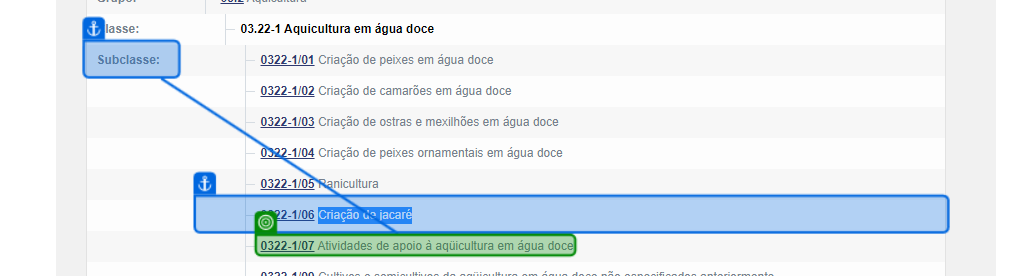 Grupo: 03.2 Aquicultura
Classe: 03.22-1 Aquicultura em água doce
Subclasse: 0322-1/01 Criação de peixes em água doce
0322-1/02 Criação de camarões em água doce
0322-1/03 Criação de ostras e mexilhões em água doce
0322-1/04 Criação de peixes ornamentais em água doce
0322-1/05 Ranicultura
0322-1/06 Criação de jacaré
0322-1/07 Atividades de apoio à aqüicultura em água doce
0322-1/99 Cultivos e semicultivos da aqüicultura em água doce não especificados anteriormente